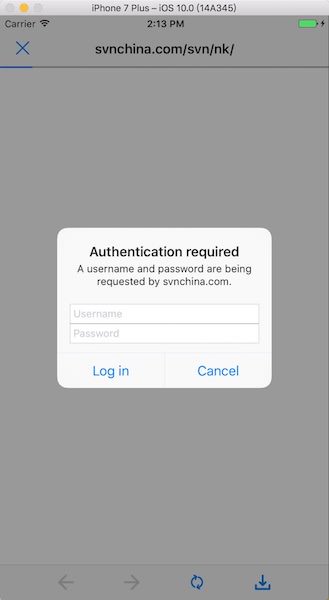 iPhone 7 Plus – iOS 10.0 (14A345)
Carrier 2:13 PM
svnchina.com/svn/nk/
Authentication required
A username and password are being
requested by svnchina.com.
Username
Password
Log in Cancel